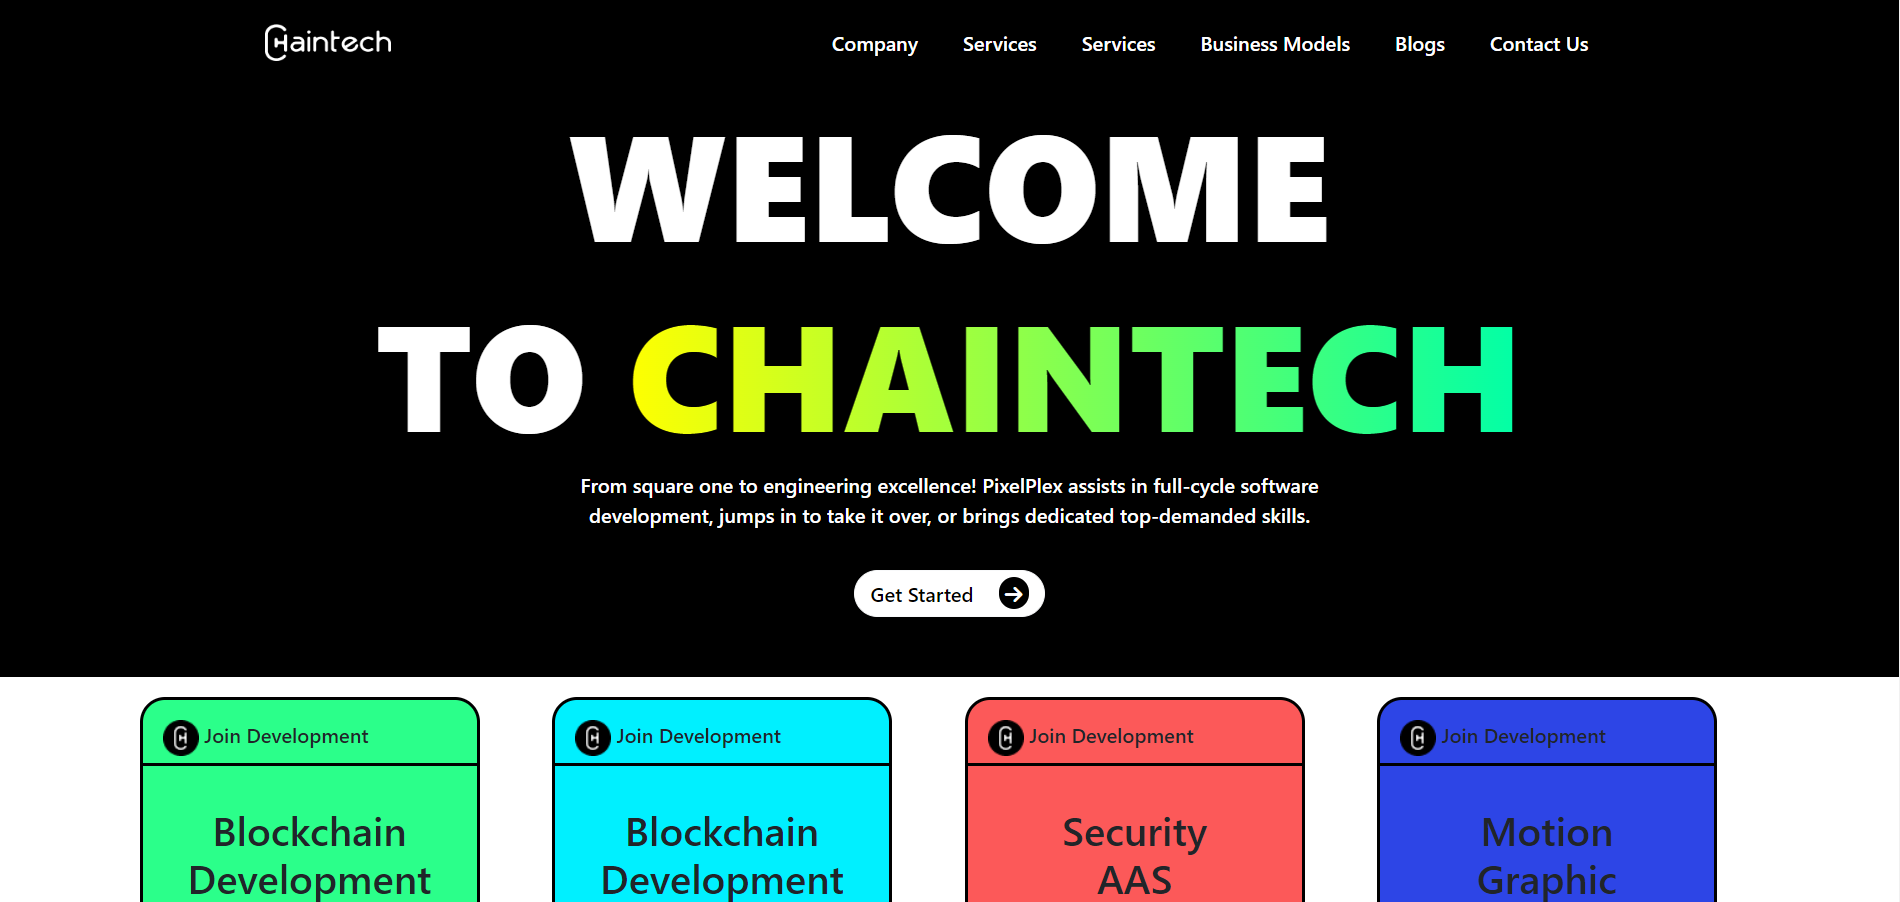 Chaintech
Company Services Services Business Models Blogs Contact Us
WELCOME
TO CHAINTECH
From square one to engineering excellence! PixelPlex assists in full-cycle software
development, jumps in to take it over, or brings dedicated top-demanded skills.
Get Started
Join Development
Blockchain
Development
Join Development
Blockchain
Development
Join Development
Security
AAS
Join Development
Motion
Graphic